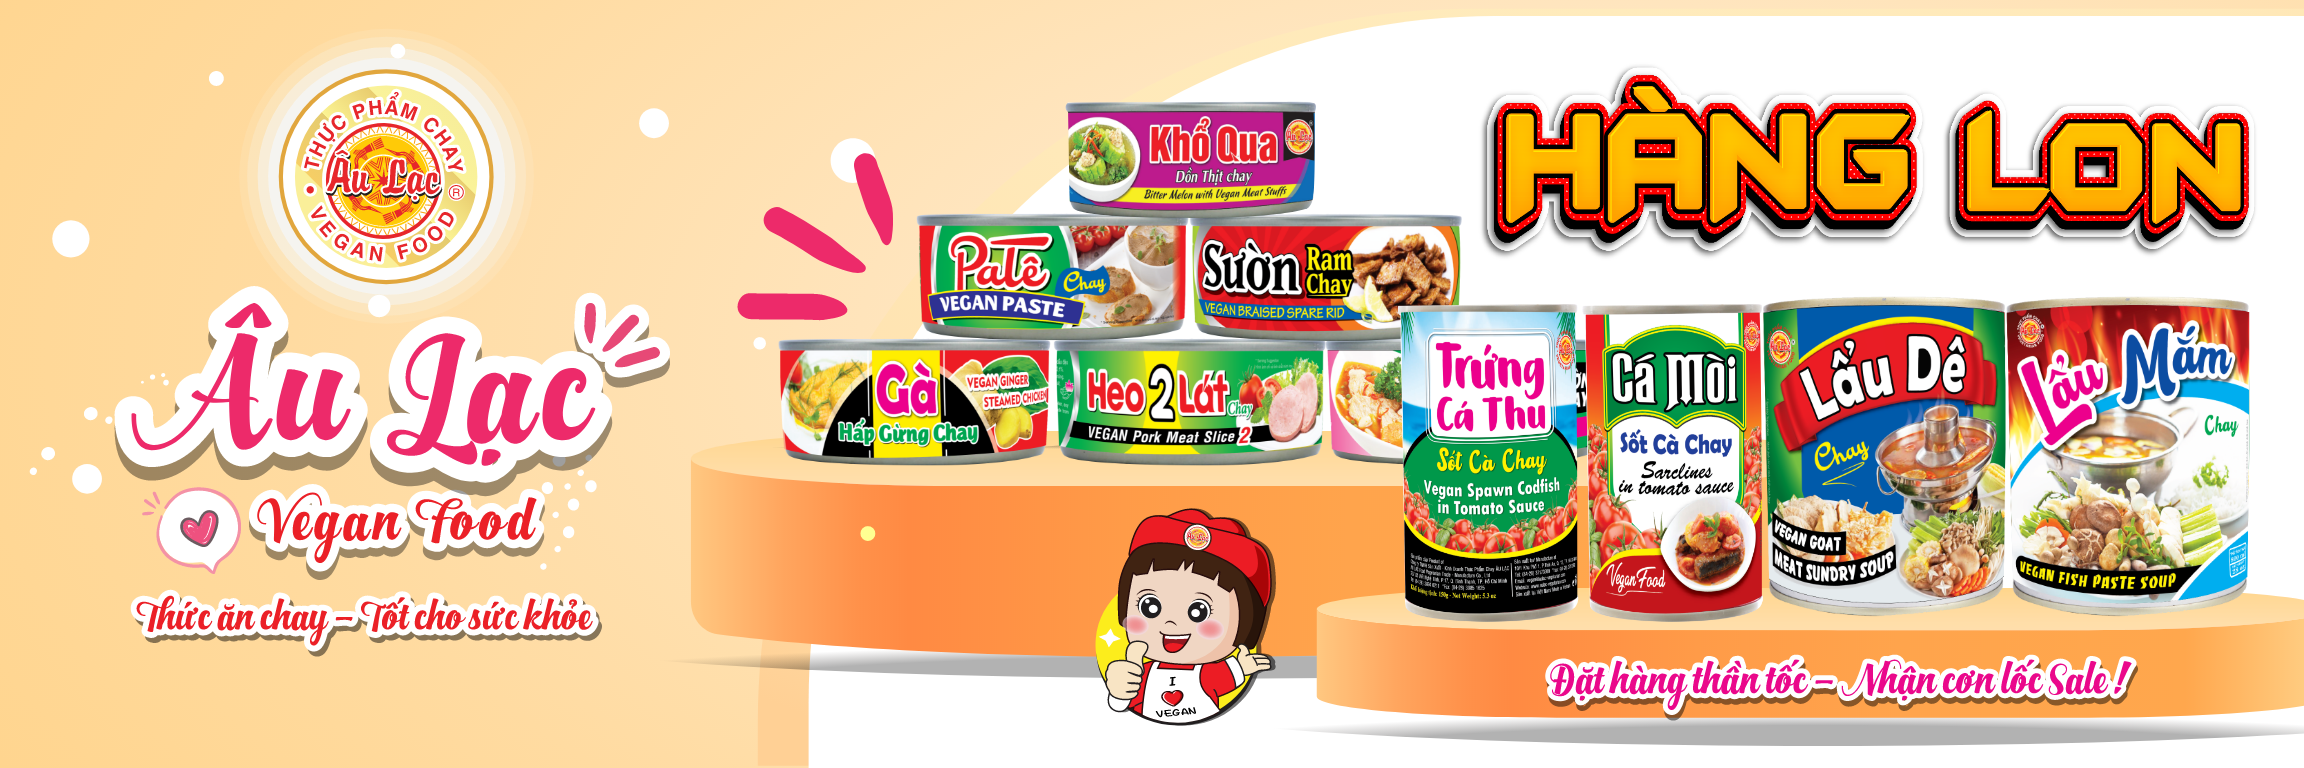 THỰC PHẨM CHAY
Âu Lạc
®
VEGAN FOOD
Âu Lạc
Vegan Food
Thức ăn chay – Tốt cho sức khỏe
HÀNG LON
Khổ Qua
Dồn Thịt chay
Bitter Melon with Vegan Meat Stuffs
Patê
Chay
VEGAN PASTE
Sườn Ram Chay
VEGAN BRAISED SPARE RID
Gà
Hấp Gừng Chay
VEGAN GINGER
STEAMED CHICKEN
Heo 2 Lát
Chay
VEGAN Pork Meat Slice 2
Trứng
Cá Thu
Sốt Cà Chay
Vegan Spawn Codfish
in Tomato Sauce
Cá Mòi
Sốt Cà Chay
Sarclines
in tomato sauce
Vegan Food
Lẩu Dê
Chay
VEGAN GOAT
MEAT SUNDRY SOUP
Lẩu Mắm
Chay
VEGAN FISH PASTE SOUP
Âu Lạc
I
VEGAN
Đặt hàng thần tốc – Nhận cơn lốc Sale !